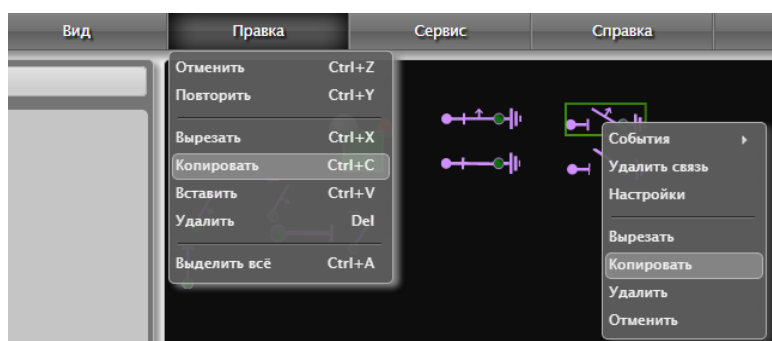 Вид Правка Сервис Справка
Отменить Ctrl+Z
Повторить Ctrl+Y
Вырезать Ctrl+X
Копировать Ctrl+C
Вставить Ctrl+V
Удалить Del
Выделить всё Ctrl+A
События
Удалить связь
Настройки
Вырезать
Копировать
Удалить
Отменить